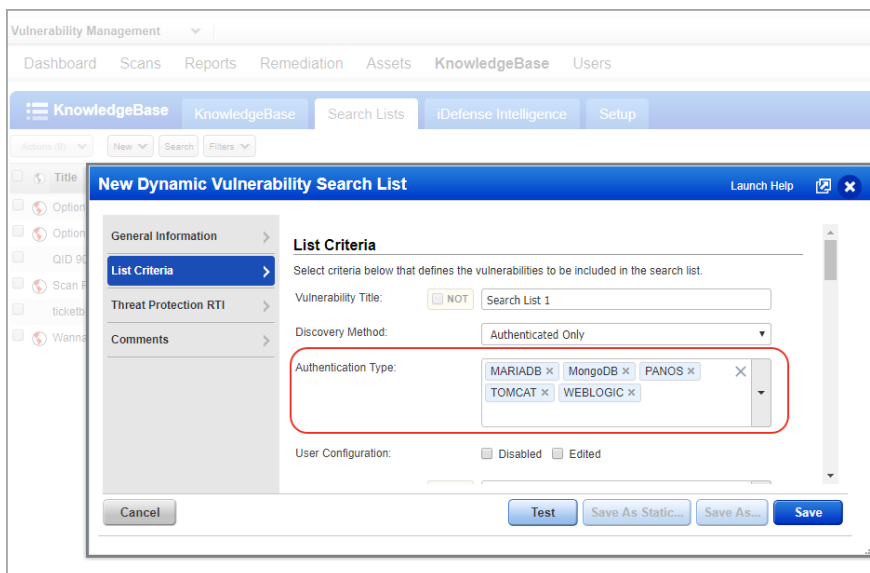 Vulnerability Management
Dashboard Scans Reports Remediation Assets KnowledgeBase Users
KnowledgeBase KnowledgeBase Search Lists iDefense Intelligence Setup
Actions (0) New Search Filters
Title
New Dynamic Vulnerability Search List Launch Help
Option
Option
QID 90
Scan
ticketb
Wanna
General Information
List Criteria
Threat Protection RTI
Comments
List Criteria
Select criteria below that defines the vulnerabilities to be included in the search list.
Vulnerability Title: NOT Search List 1
Discovery Method: Authenticated Only
Authentication Type: MARIADB × MongoDB × PANOS ×
TOMCAT × WEBLOGIC ×
User Configuration: Disabled Edited
Cancel Test Save As Static... Save As... Save